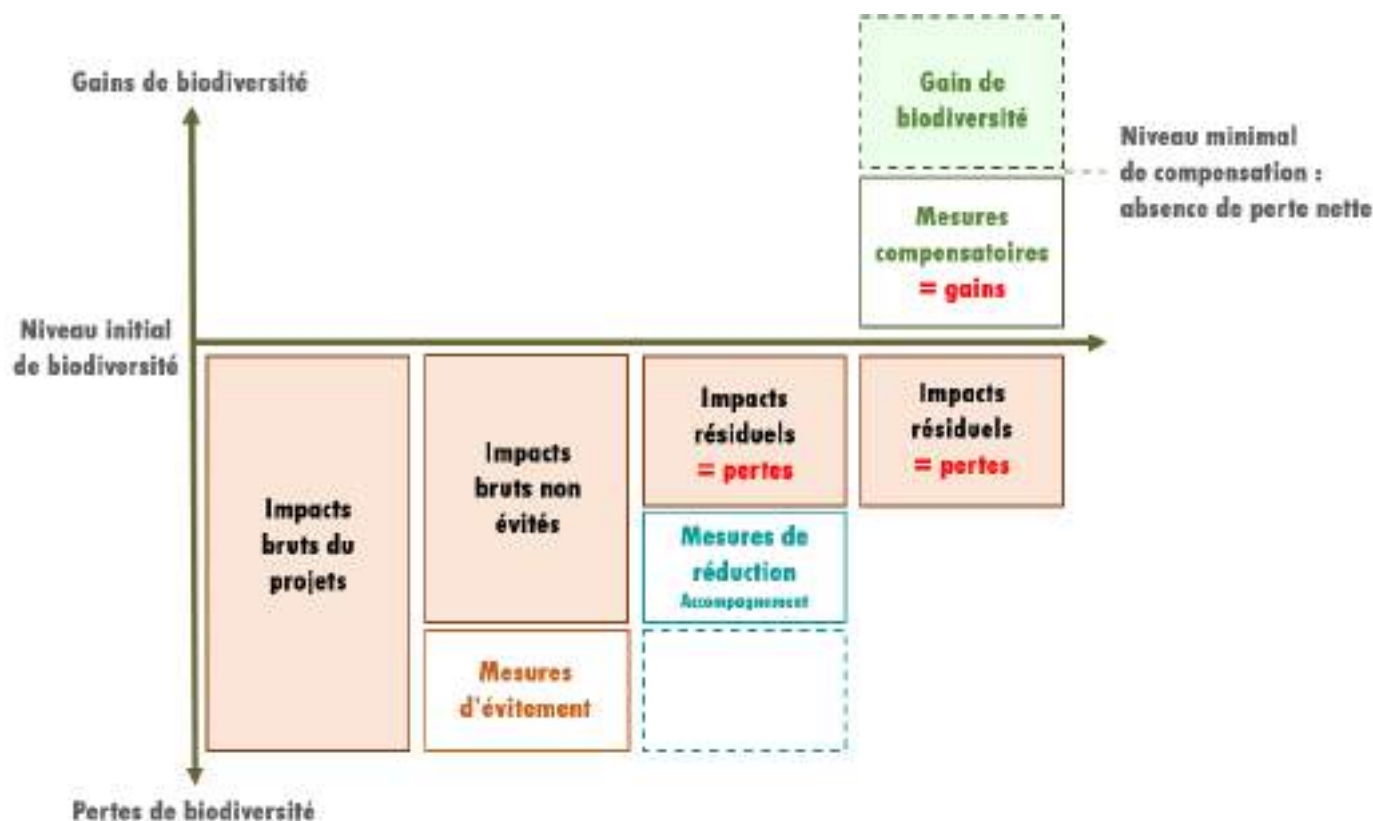 Gains de biodiversité
Gain de
biodiversité
Niveau minimal
de compensation :
absence de perte nette
Mesures
compensatoires
= gains
Niveau initial
de biodiversité
Impacts
bruts du
projets
Impacts
bruts non
évités
Mesures
d'évitement
Impacts
résiduels
= pertes
Mesures de
réduction
Accompagnement
Impacts
résiduels
= pertes
Pertes de biodiversité